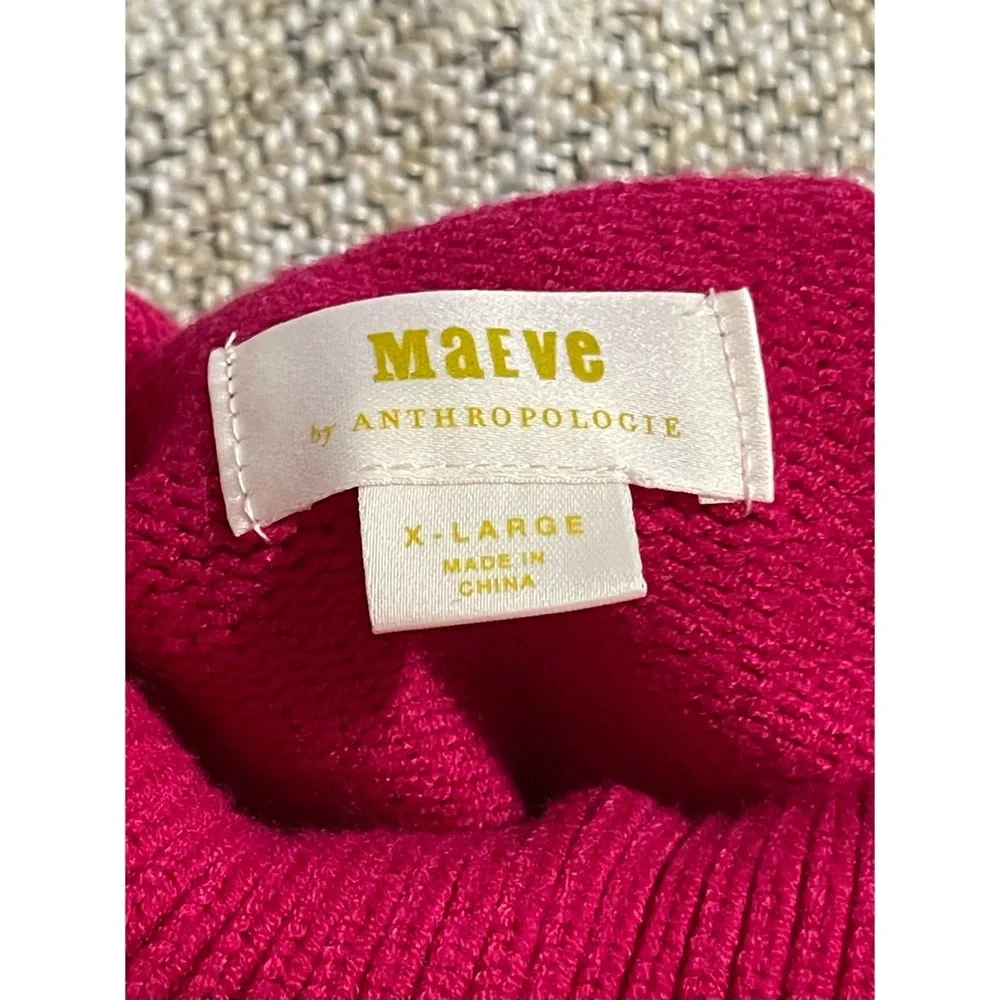 MaEVe
by ANTHROPOLOGIE
X-LARGE
MADE IN
CHINA